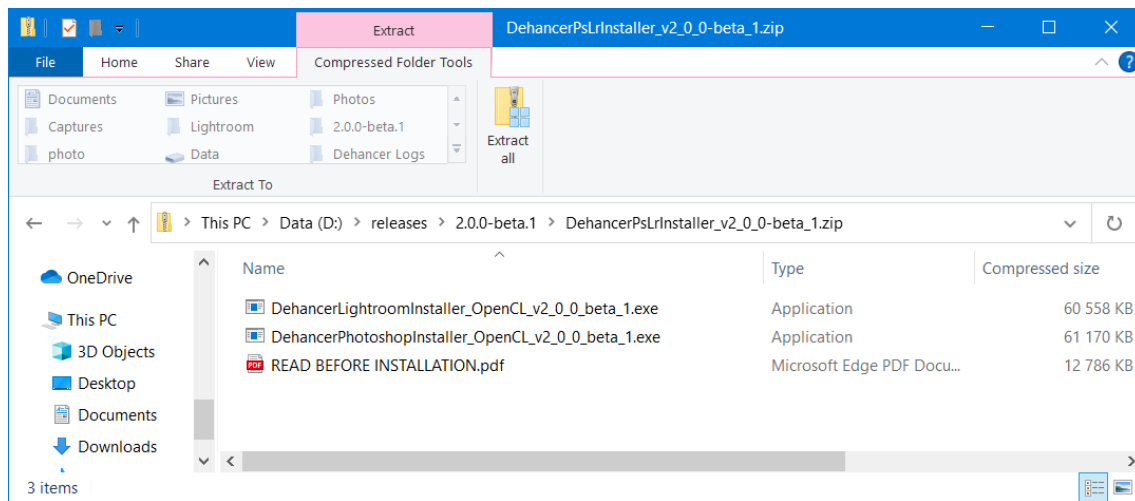 Extract
DehancerPsLrInstaller_v2_0_0-beta_1.zip
File Home Share View Compressed Folder Tools
Documents Pictures Photos
Captures Lightroom 2.0.0-beta.1
photo Data Dehancer Logs
Extract all
Extract To
This PC > Data (D:) > releases > 2.0.0-beta.1 > DehancerPsLrInstaller_v2_0_0-beta_1.zip
OneDrive
This PC
3D Objects
Desktop
Documents
Downloads
Name Type Compressed size
DehancerLightroomInstaller_OpenCL_v2_0_0_beta_1.exe Application 60 558 KB
DehancerPhotoshopInstaller_OpenCL_v2_0_0_beta_1.exe Application 61 170 KB
PDF READ BEFORE INSTALLATION.pdf Microsoft Edge PDF Docu... 12 786 KB
3 items